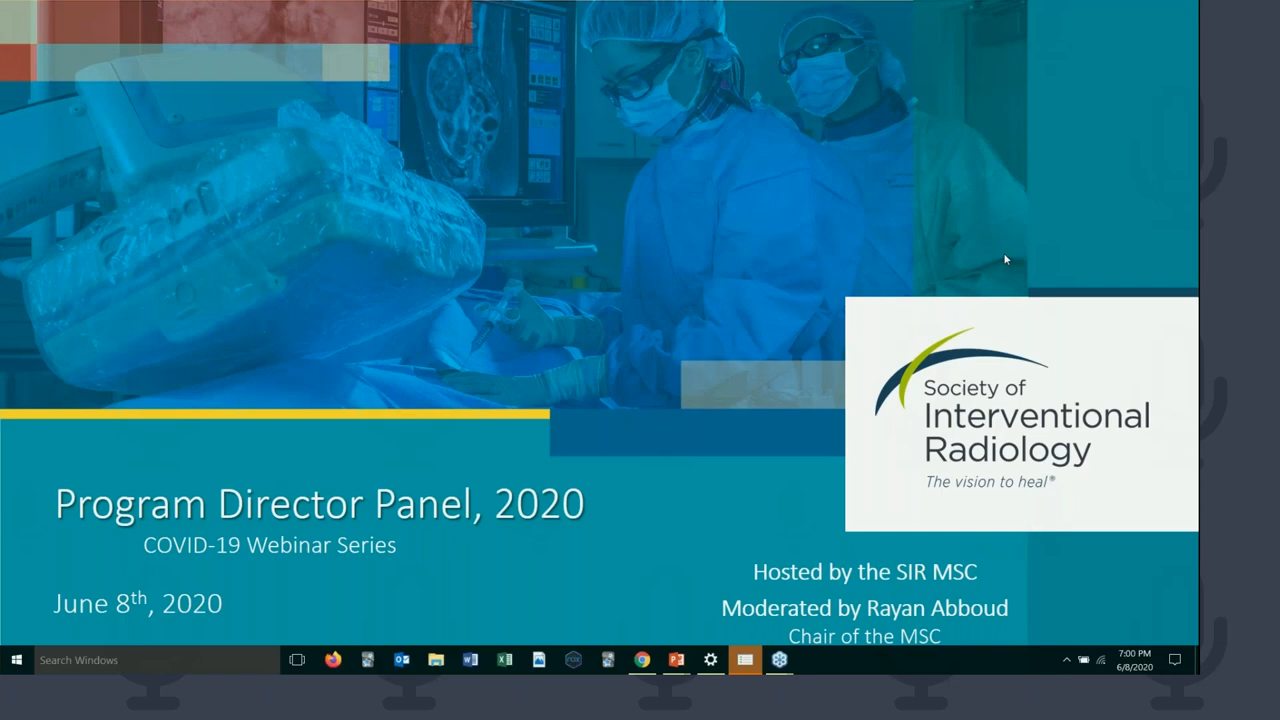 Society of
Interventional
Radiology
The vision to heal®
Program Director Panel, 2020
COVID-19 Webinar Series
June 8th, 2020
Hosted by the SIR MSC
Moderated by Rayan Abboud
Chair of the MSC
Search Windows
7:00 PM
6/8/2020